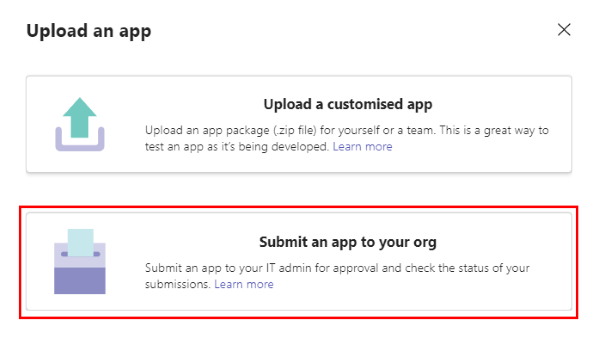 Upload an app
Upload a customised app
Upload an app package (.zip file) for yourself or a team. This is a great way to
test an app as it's being developed. Learn more
Submit an app to your org
Submit an app to your IT admin for approval and check the status of your
submissions. Learn more